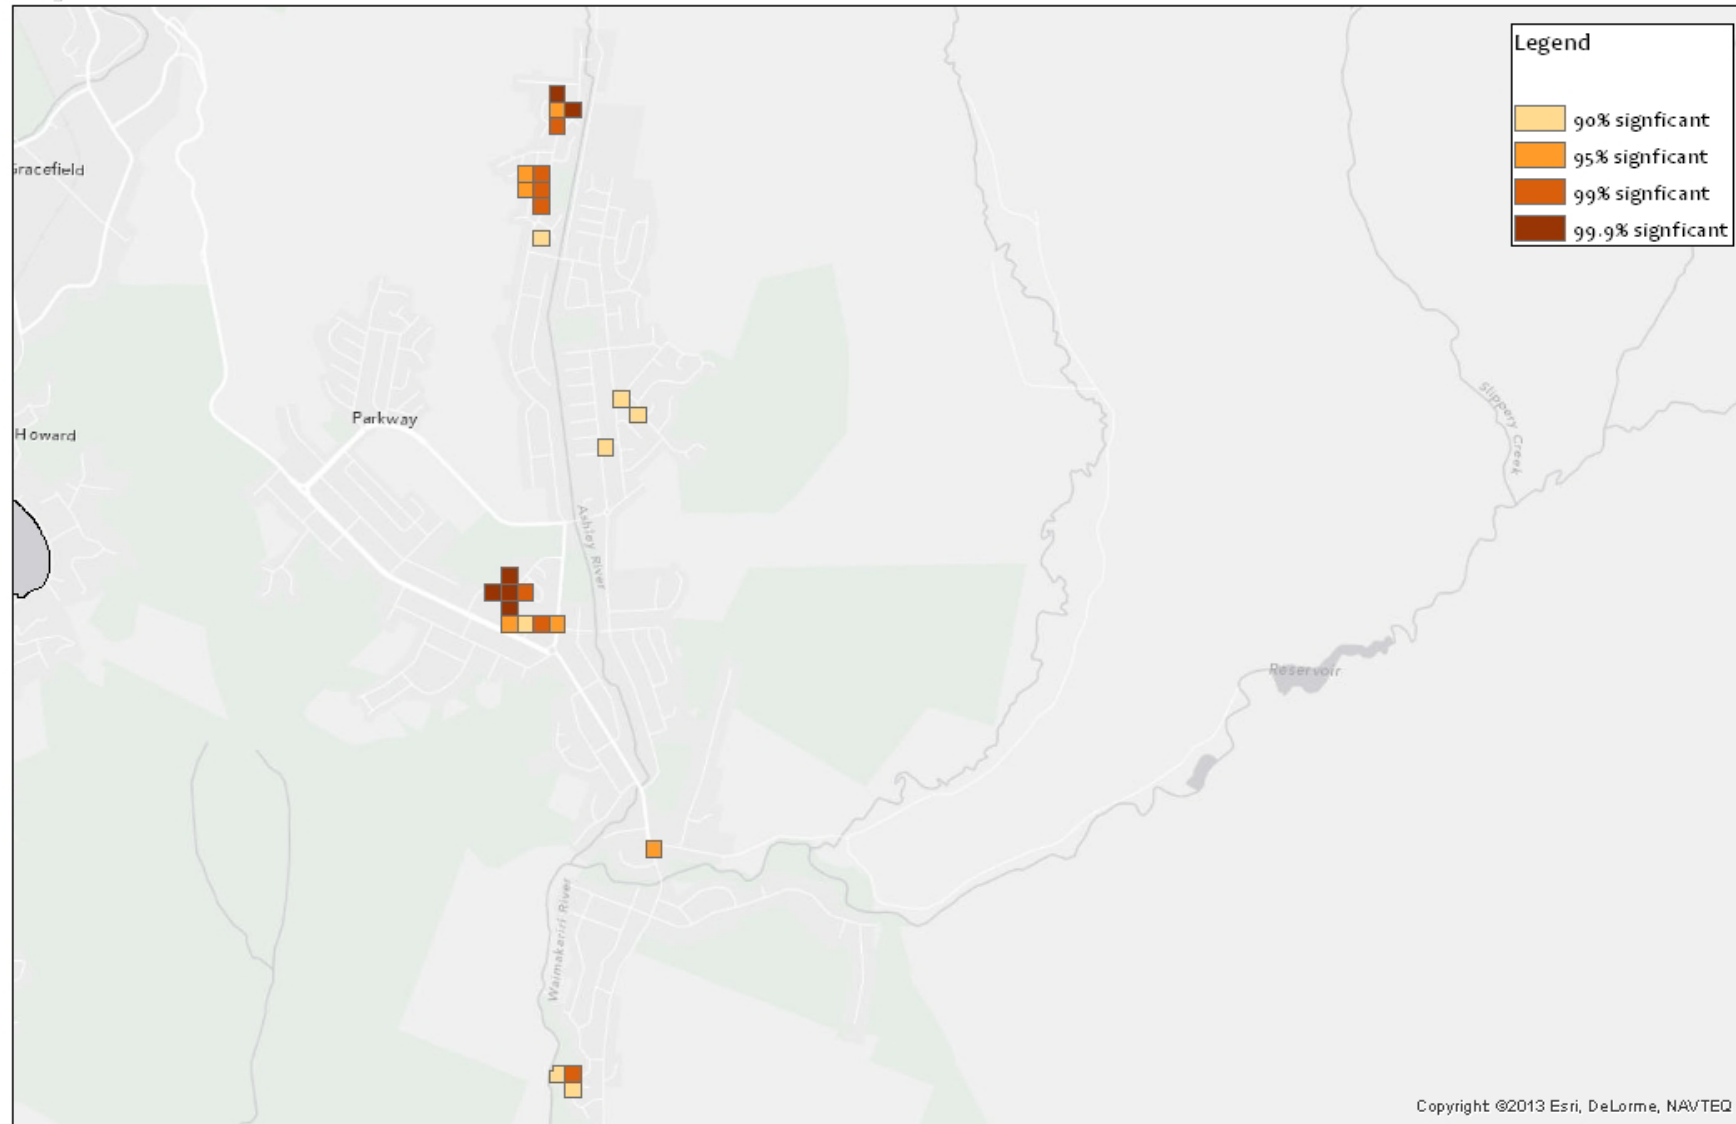 Legend
90% signficant
95% signficant
99% signficant
99.9% signficant
Gracefield
Parkway
Howard
Slippery Creek
Ashley River
Reservoir
Waimakariri River
Copyright ©2013 Esri, DeLorme, NAVTEQ